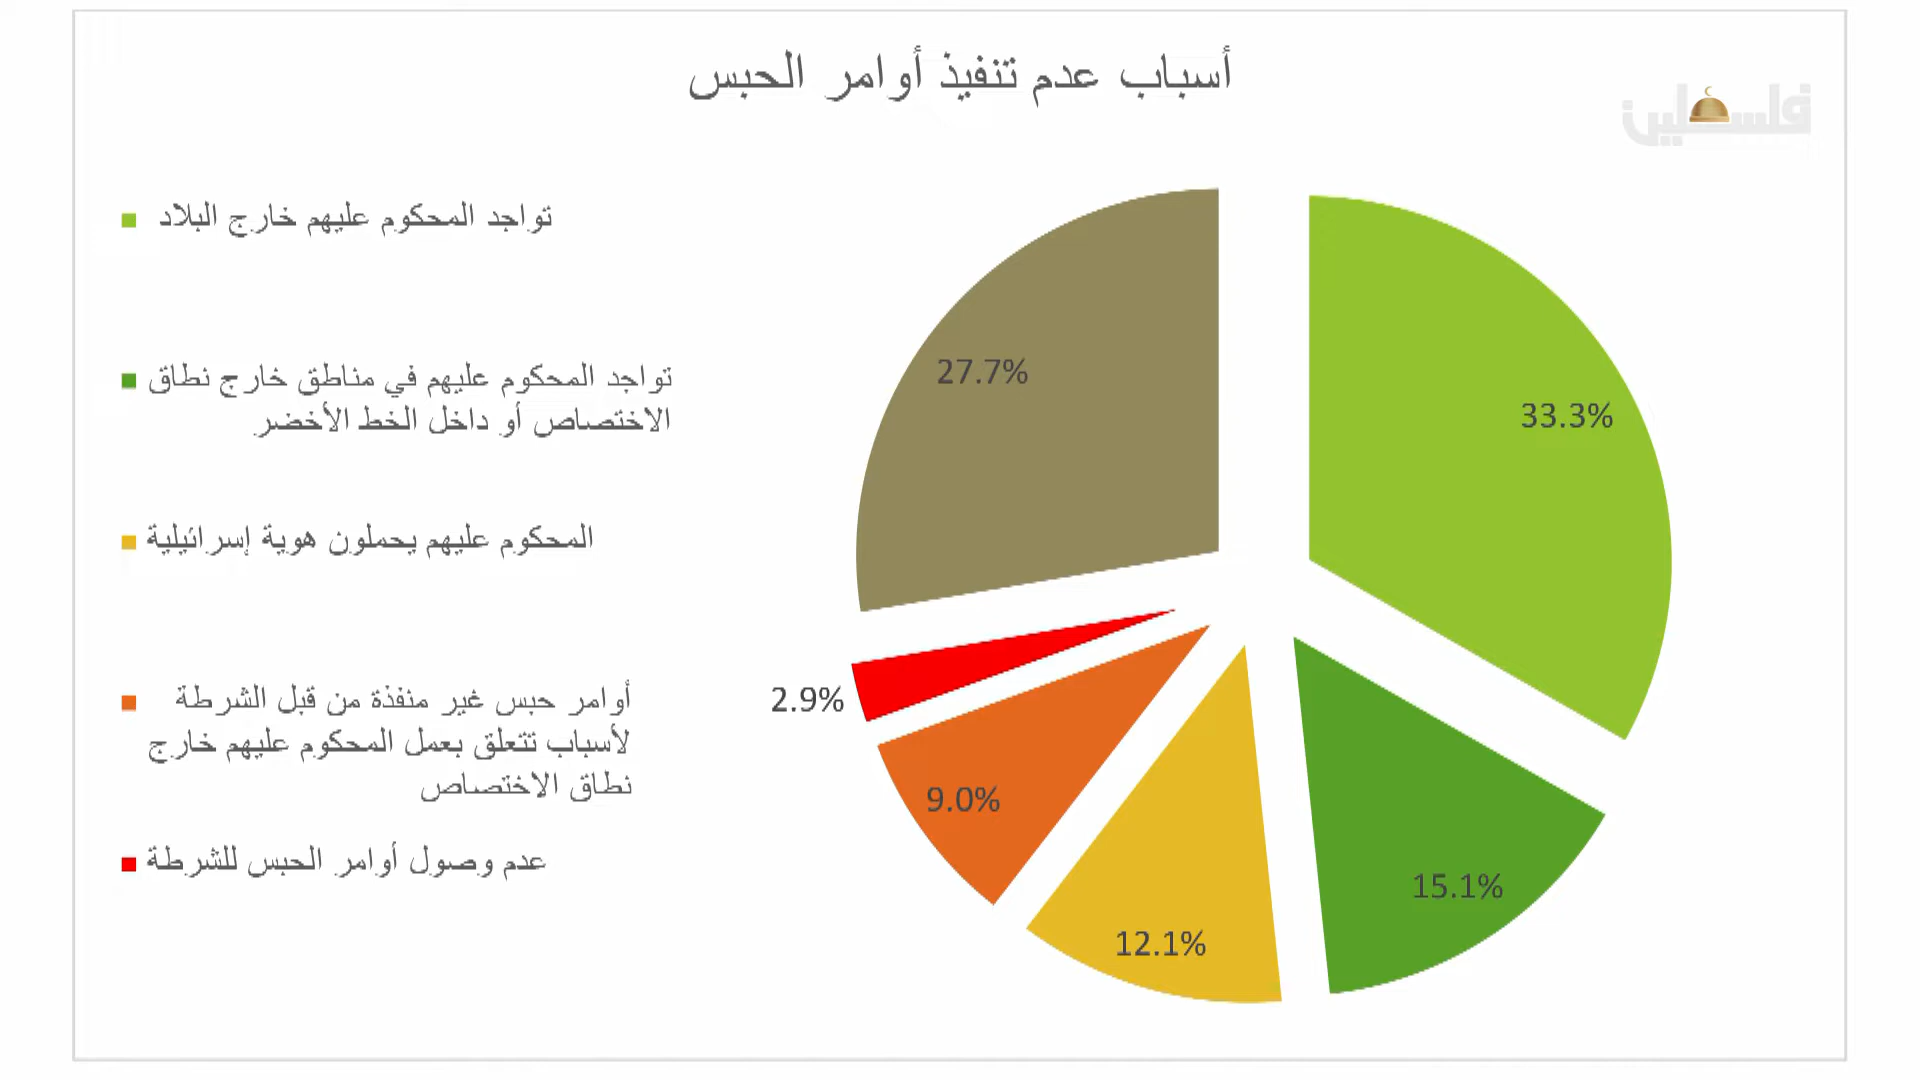 أسباب عدم تنفيذ أوامر الحبس
فلسطين
تواجد المحكوم عليهم خارج البلاد
تواجد المحكوم عليهم في مناطق خارج نطاق
الاختصاص أو داخل الخط الأخضر
المحكوم عليهم يحملون هوية إسرائيلية
أوامر حبس غير منفذة من قبل الشرطة
لأسباب تتعلق بعمل المحكوم عليهم خارج
نطاق الاختصاص
عدم وصول أوامر الحبس للشرطة
33.3%
15.1%
12.1%
9.0%
2.9%
27.7%